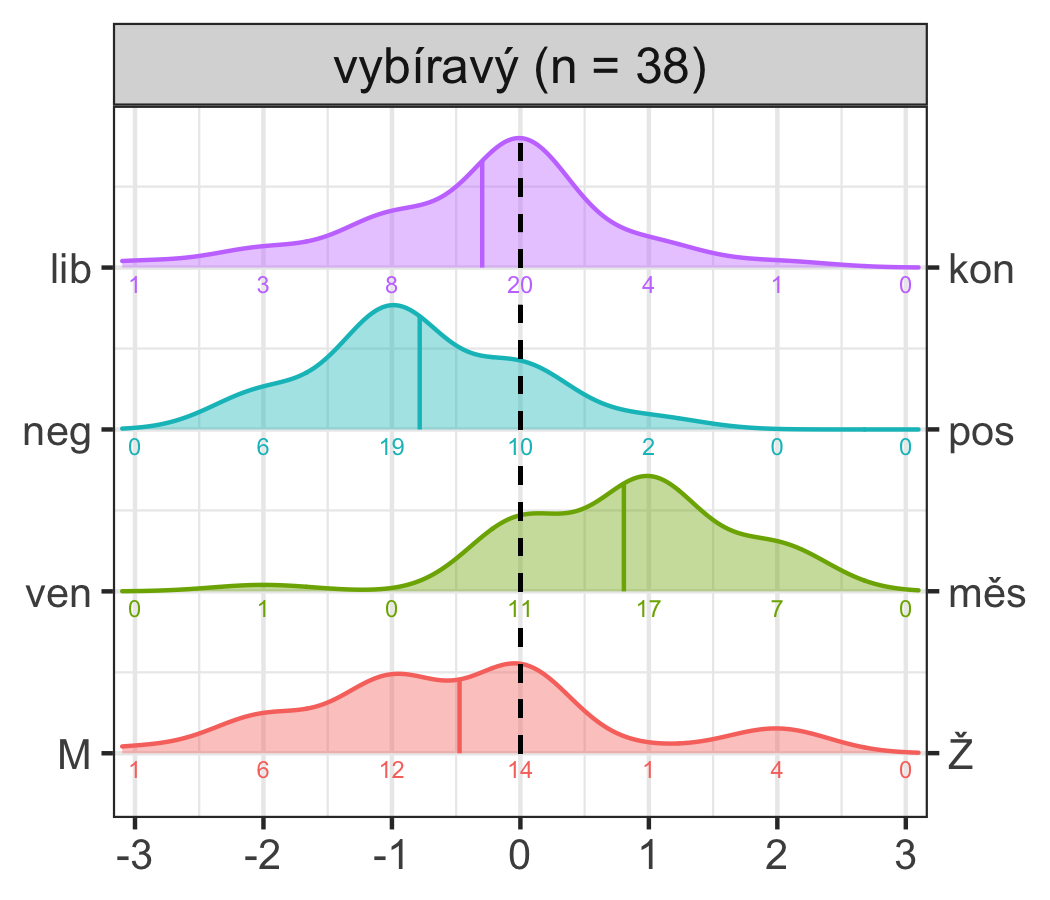 vybíravý (n = 38)
lib kon
1 3 8 20 4 1 0
neg pos
0 6 19 10 2 0 0
ven měs
0 1 0 11 17 7 0
M Ž
1 6 12 14 1 4 0
-3 -2 -1 0 1 2 3